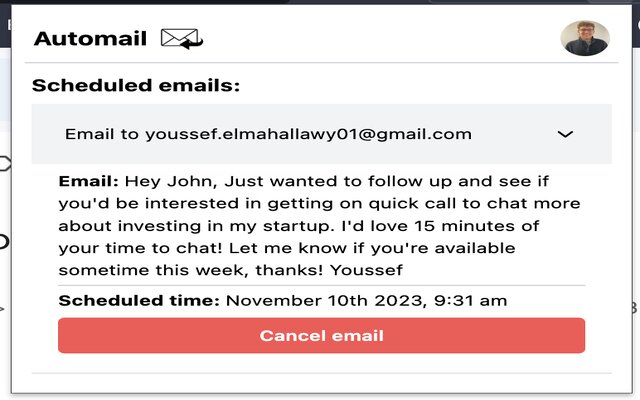 Automail
Scheduled emails:
Email to youssef.elmahallawy01@gmail.com
Email: Hey John, Just wanted to follow up and see if
you'd be interested in getting on quick call to chat more
about investing in my startup. I'd love 15 minutes of
your time to chat! Let me know if you're available
sometime this week, thanks! Youssef
Scheduled time: November 10th 2023, 9:31 am
Cancel email